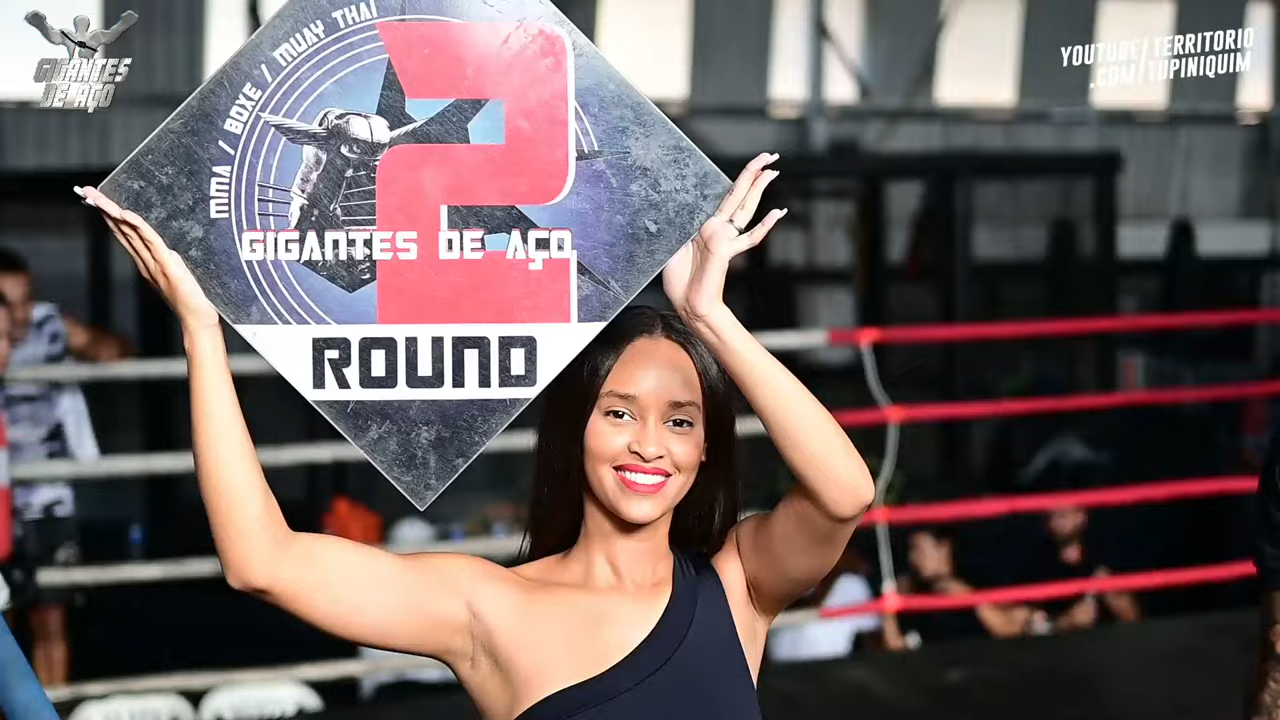 GIGANTES
DE AÇO
YOUTUBE/TERRITORIO
.COM/TUPINIQUIM
MMA / BOXE / MUAY THAI
2
GIGANTES DE AÇO
ROUND